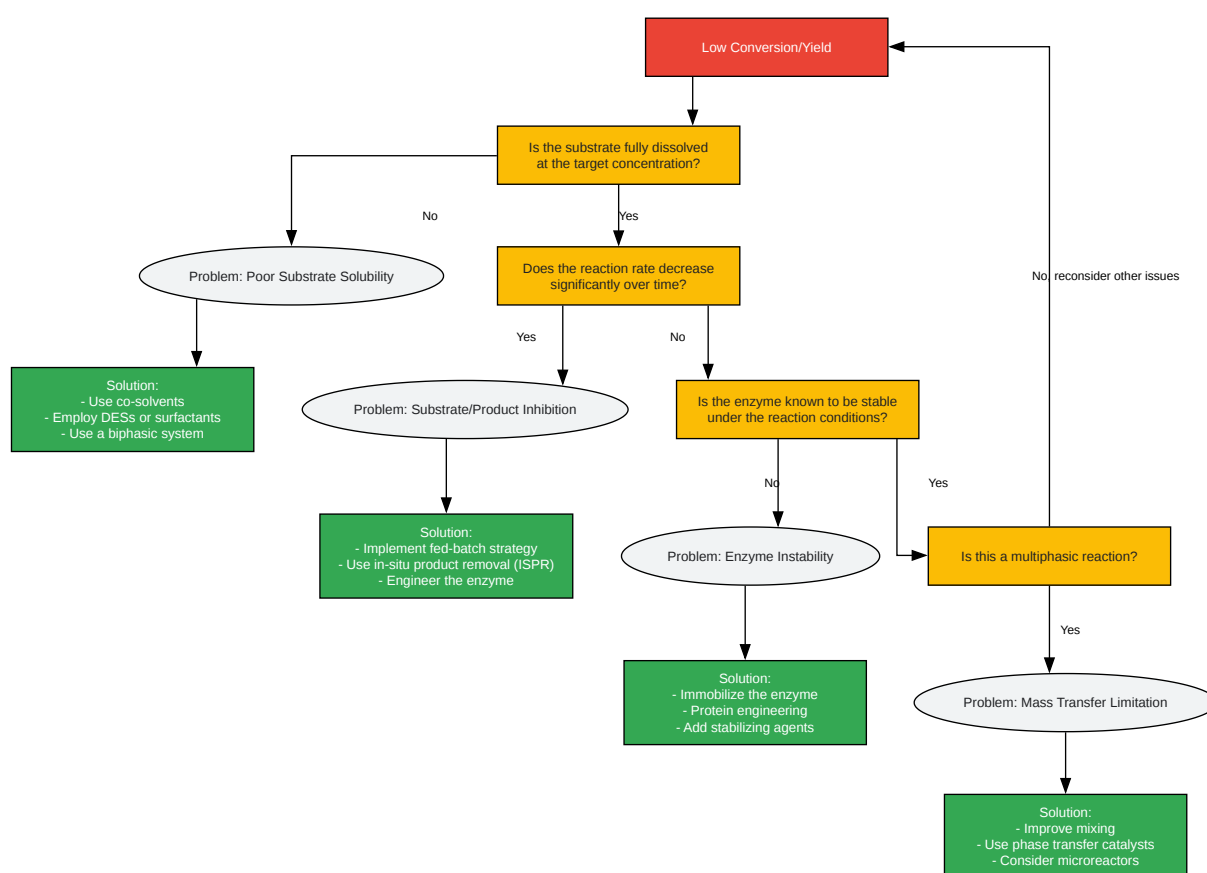 Low Conversion/Yield
Is the substrate fully dissolved
at the target concentration?
No
Yes
Problem: Poor Substrate Solubility
Does the reaction rate decrease
significantly over time?
No, reconsider other issues
Yes
No
Solution:
- Use co-solvents
- Employ DESs or surfactants
- Use a biphasic system
Problem: Substrate/Product Inhibition
Is the enzyme known to be stable
under the reaction conditions?
No
Yes
Solution:
- Implement fed-batch strategy
- Use in-situ product removal (ISPR)
- Engineer the enzyme
Problem: Enzyme Instability
Is this a multiphasic reaction?
Yes
Solution:
- Immobilize the enzyme
- Protein engineering
- Add stabilizing agents
Problem: Mass Transfer Limitation
Solution:
- Improve mixing
- Use phase transfer catalysts
- Consider microreactors